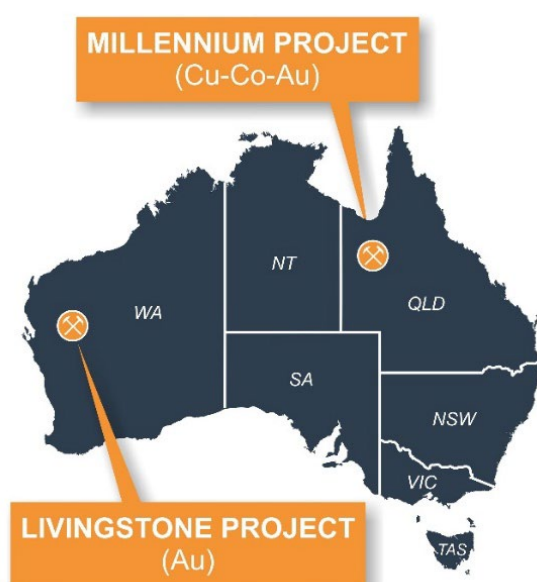 MILLENNIUM PROJECT
(Cu-Co-Au)
NT
WA
QLD
SA
NSW
VIC
LIVINGSTONE PROJECT
(Au)
TAS